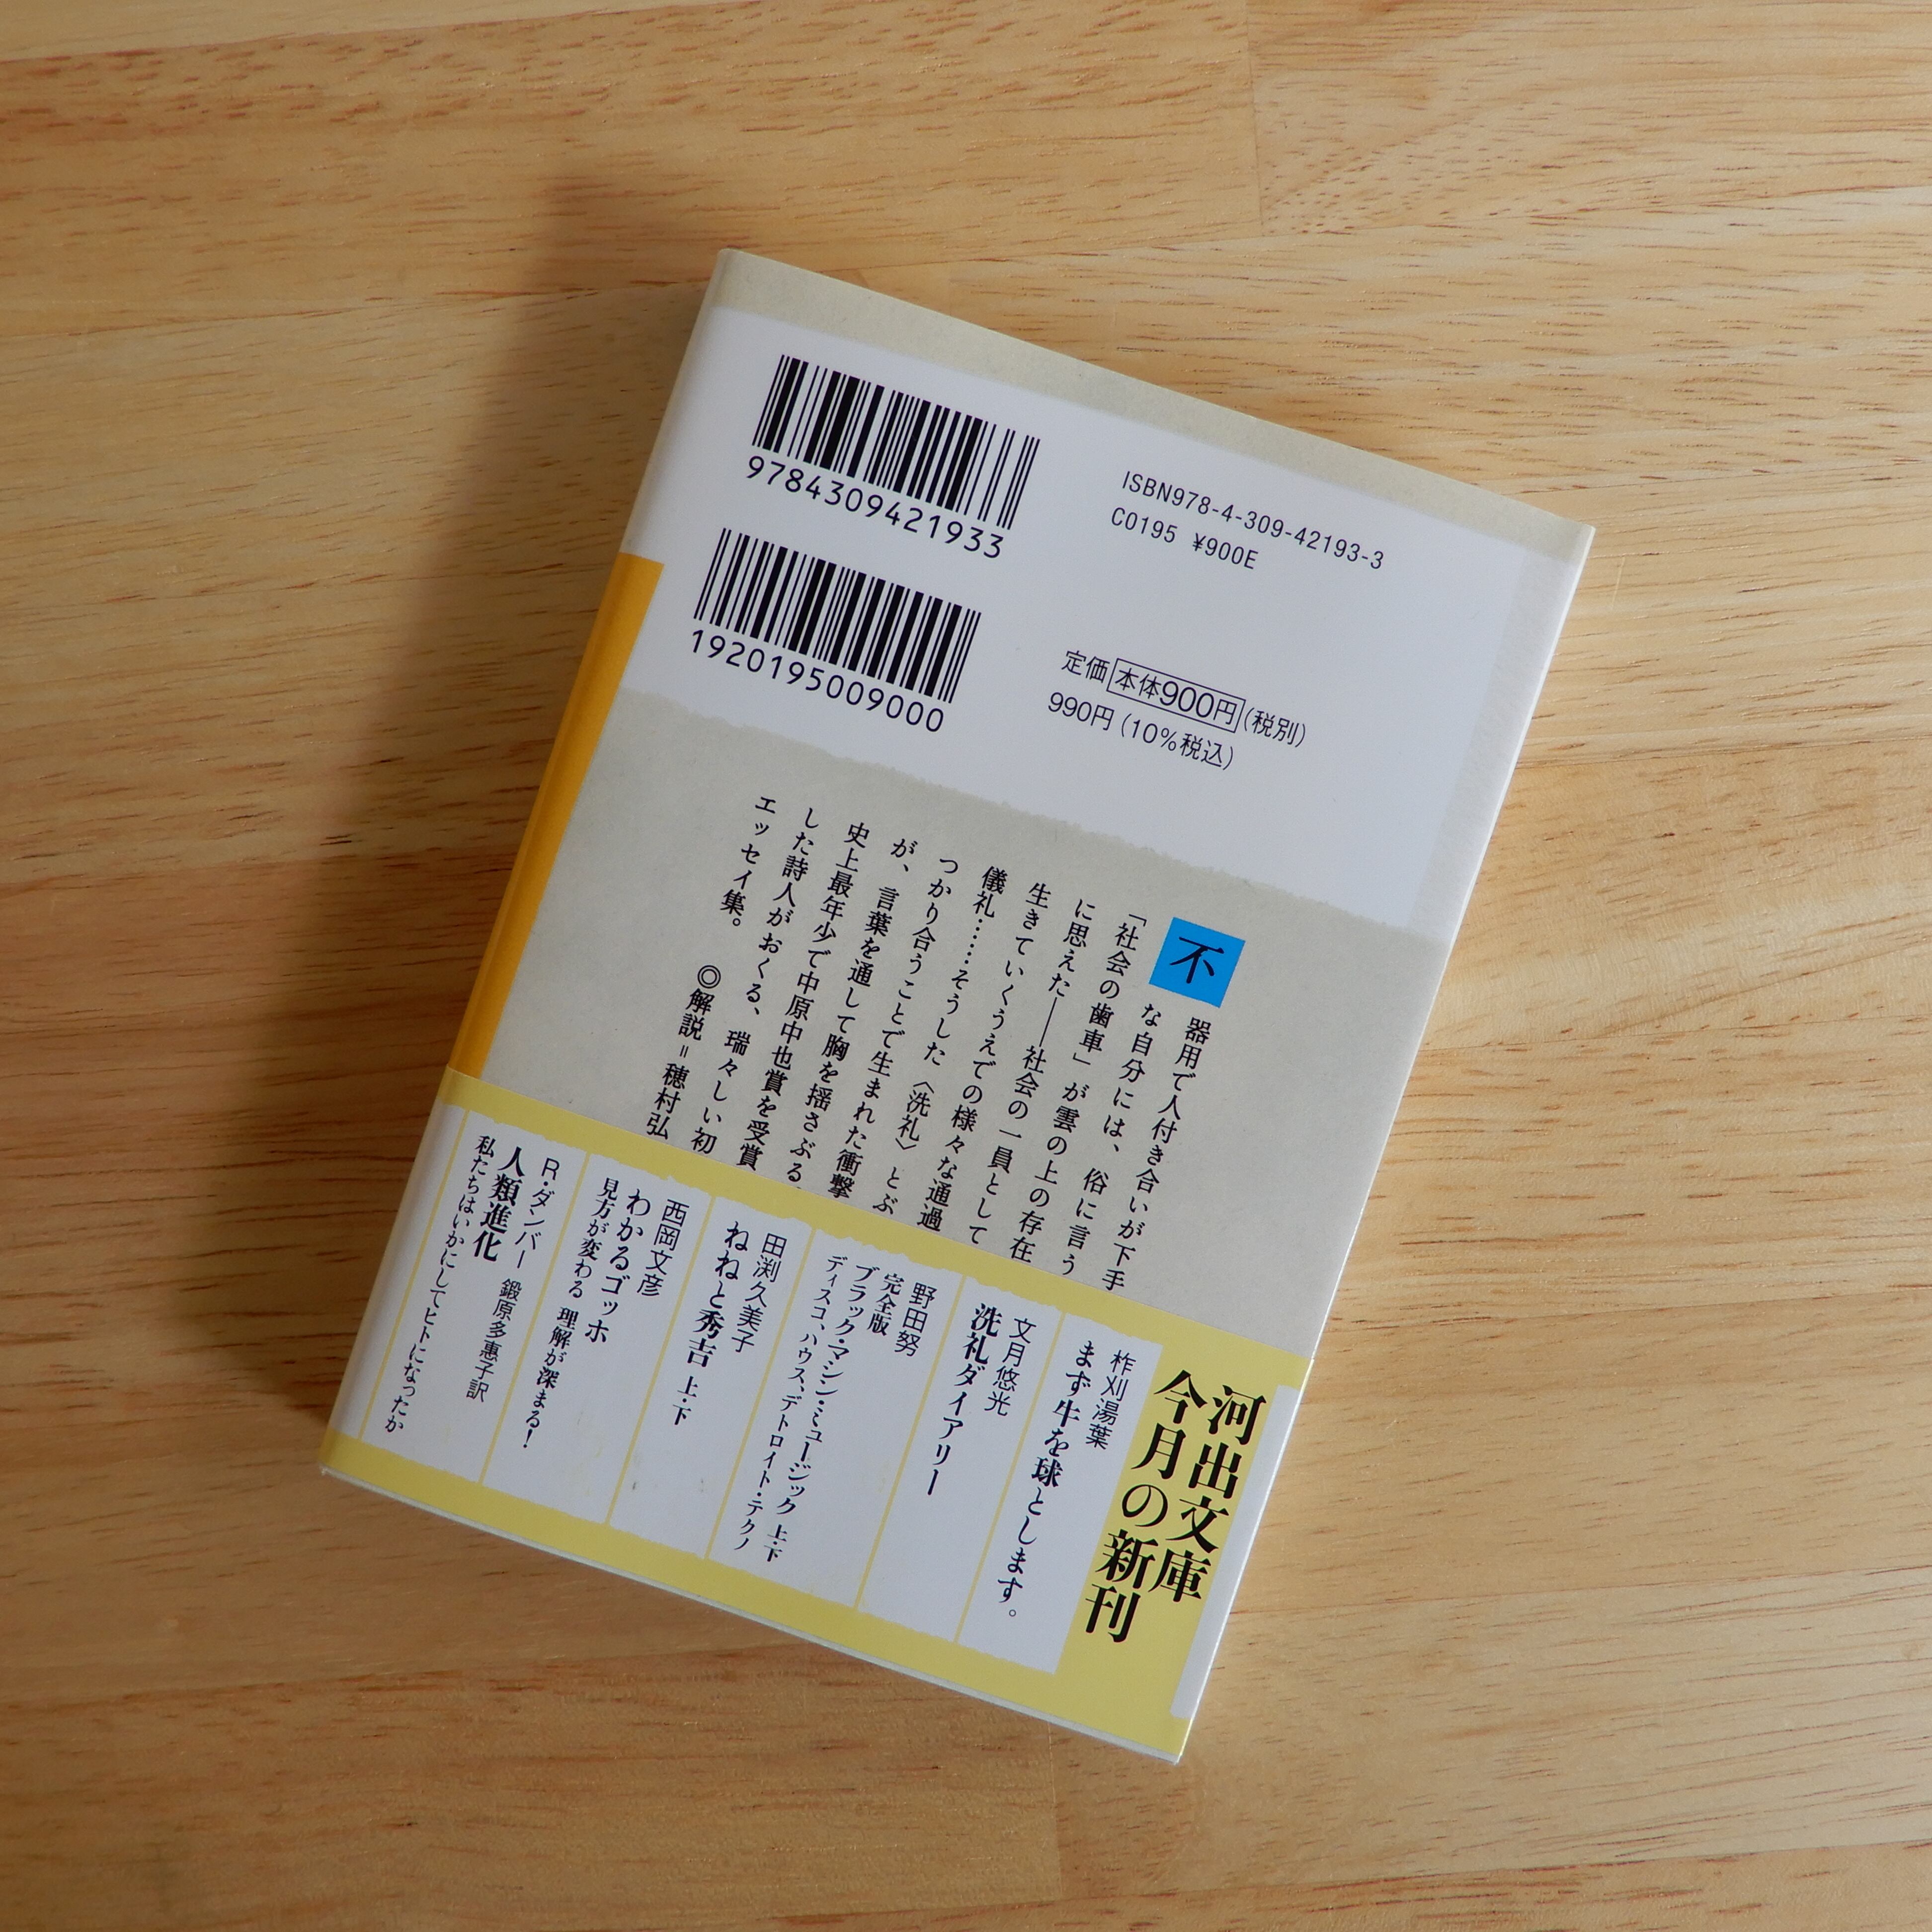 9784309421933
1920195009000
ISBN978-4-309-42193-3
C0195 ¥900E
定価 本体900円(税別)
990円(10%税込)
不器用で人付き合いが下手
な自分には、俗に言う
「社会の歯車」が雲の上の存在
に思えた――社会の一員として
生きていくうえでの様々な通過
儀礼……そうした〈洗礼〉とぶ
つかり合うことで生まれた衝撃
が、言葉を通して胸を揺さぶる。
史上最年少で中原中也賞を受賞
した詩人がおくる、瑞々しい初
エッセイ集。
◎解説=穂村弘
河出文庫
今月の新刊
柞刈湯葉
まず牛を球とします。
文月悠光
洗礼ダイアリー
野田努
完全版
ブラック・マシン・ミュージック 上・下
ディスコ、ハウス、デトロイト・テクノ
田渕久美子
ねねと秀吉 上・下
西岡文彦
わかるゴッホ
見方が変わる 理解が深まる!
R・ダンバー 鍛原多惠子訳
人類進化
私たちはいかにしてヒトになったか